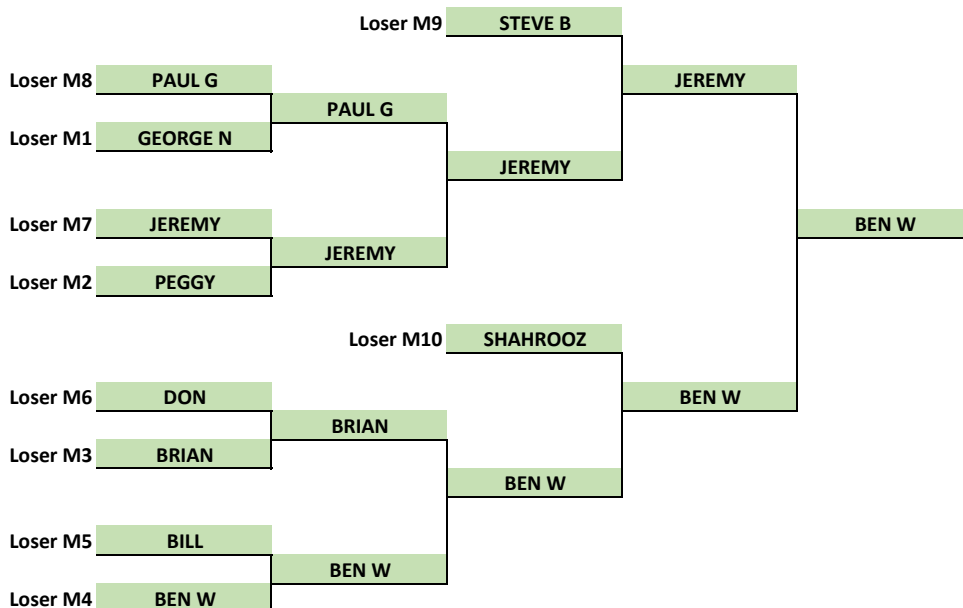 Loser M9 STEVE B
Loser M8 PAUL G JEREMY
PAUL G
Loser M1 GEORGE N
JEREMY
Loser M7 JEREMY BEN W
JEREMY
Loser M2 PEGGY
Loser M10 SHAHROOZ
Loser M6 DON BEN W
BRIAN
Loser M3 BRIAN
BEN W
Loser M5 BILL
BEN W
Loser M4 BEN W